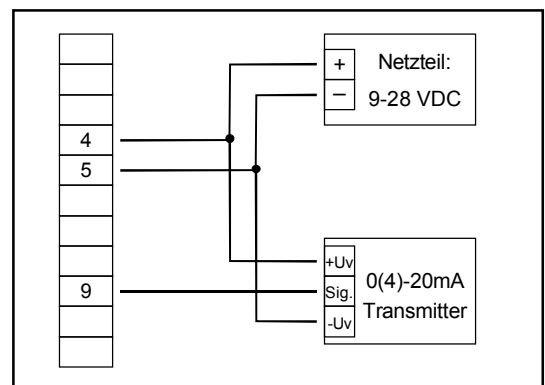 4
5
9
+
–
Netzteil:
9-28 VDC
+Uv
Sig.
-Uv
0(4)-20mA
Transmitter